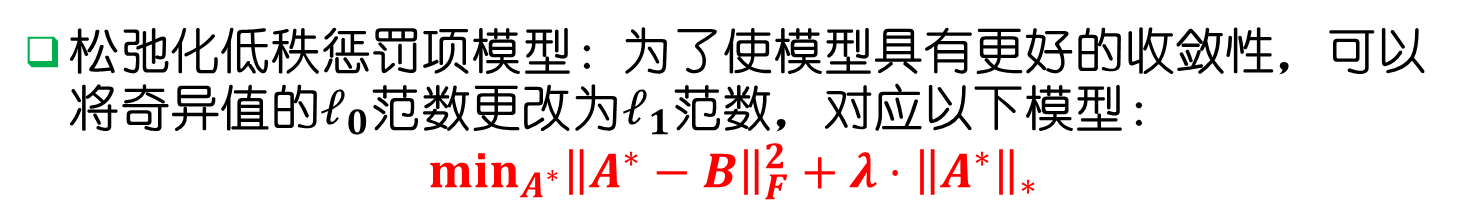 松弛化低秩惩罚项模型：为了使模型具有更好的收敛性，可以
将奇异值的ℓ₀范数更改为ℓ₁范数，对应以下模型：
min_{A*}‖A* − B‖_F^2 + λ · ‖A*‖_*